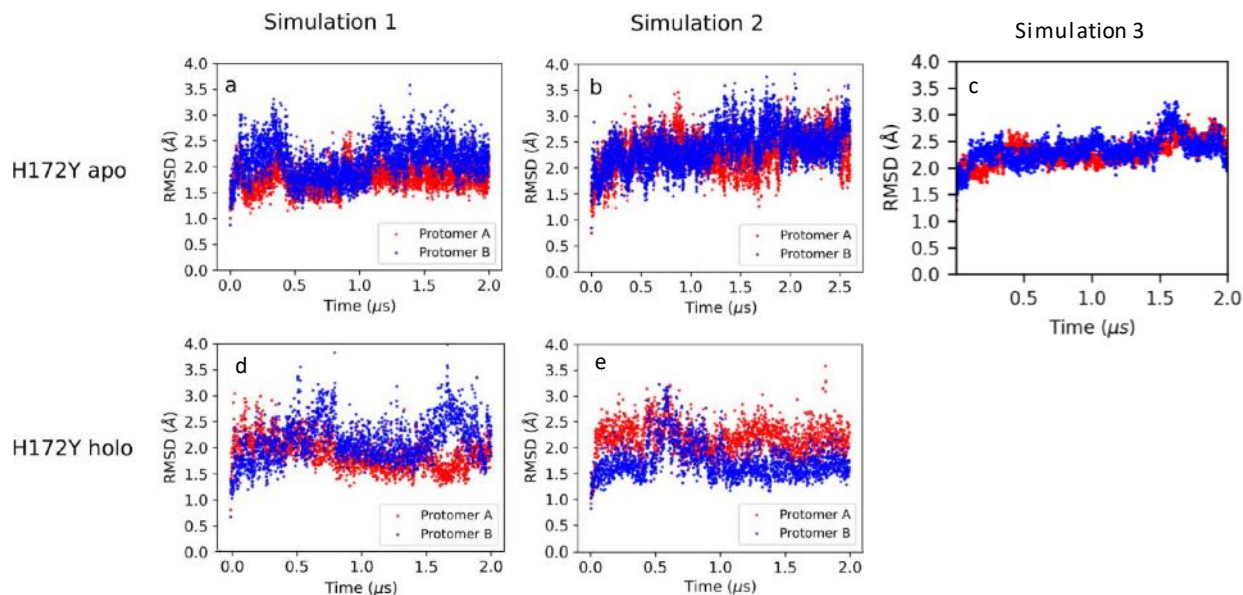 Simulation 1
Simulation 2
Simulation 3
H172Y apo
a
RMSD (Å)
4.0
3.5
3.0
2.5
2.0
1.5
1.0
0.5
0.0
0.0 0.5 1.0 1.5 2.0
Time (μs)
Protomer A
Protomer B
b
RMSD (Å)
4.0
3.5
3.0
2.5
2.0
1.5
1.0
0.5
0.0
0.0 0.5 1.0 1.5 2.0 2.5
Time (μs)
Protomer A
Protomer B
c
RMSD (Å)
4.0
3.5
3.0
2.5
2.0
1.5
1.0
0.5
0.0
0.5 1.0 1.5 2.0
Time (μs)
H172Y holo
d
RMSD (Å)
4.0
3.5
3.0
2.5
2.0
1.5
1.0
0.5
0.0
0.0 0.5 1.0 1.5 2.0
Time (μs)
Protomer A
Protomer B
e
RMSD (Å)
4.0
3.5
3.0
2.5
2.0
1.5
1.0
0.5
0.0
0.0 0.5 1.0 1.5 2.0
Time (μs)
Protomer A
Protomer B